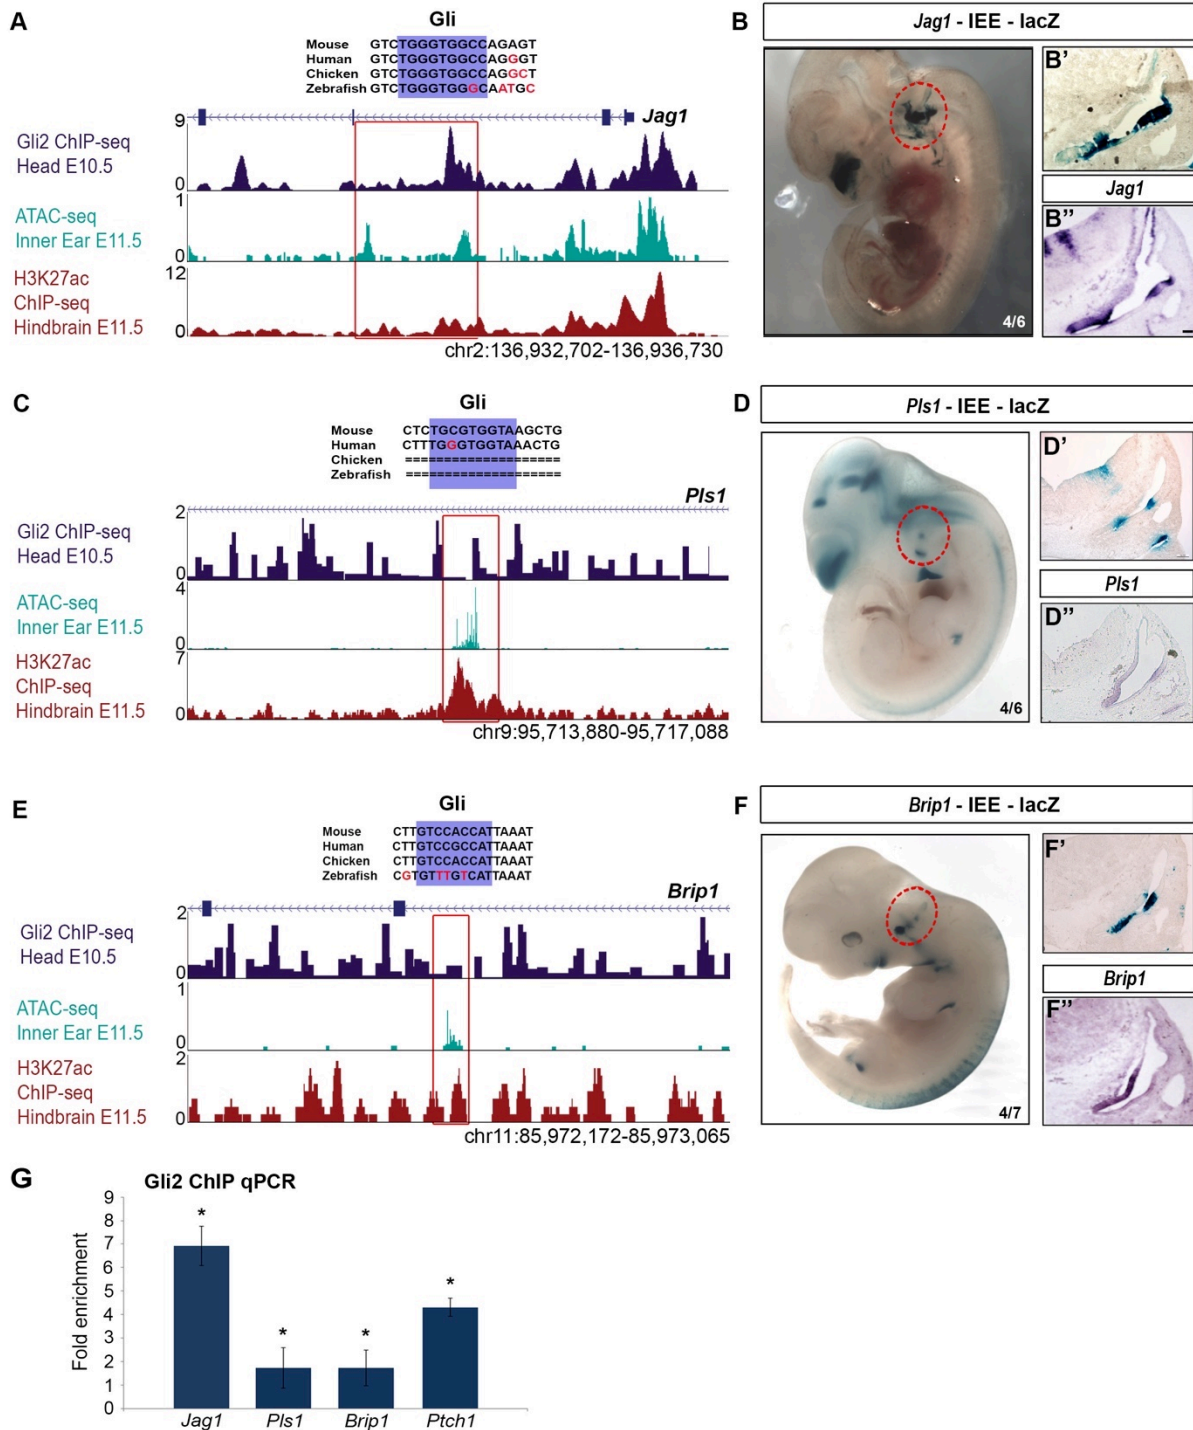 A
Gli
Mouse GTCTGGGTGGCCAGAGT
Human GTCTGGGTGGCCAGGGT
Chicken GTCTGGGTGGCCAGGCT
Zebrafish GTCTGGGTGGGCAATGC
Jag1
9
Gli2 ChIP-seq
Head E10.5
0
1
ATAC-seq
Inner Ear E11.5
0
12
H3K27ac
ChIP-seq
Hindbrain E11.5
0
chr2:136,932,702-136,936,730
B
Jag1 - IEE - lacZ
4/6
B'
Jag1
B"
C
Gli
Mouse CTCTGCGTGGTAAGCTG
Human CTTTGGGTGGTAAACTG
Chicken =================
Zebrafish =================
Pls1
2
Gli2 ChIP-seq
Head E10.5
0
4
ATAC-seq
Inner Ear E11.5
0
7
H3K27ac
ChIP-seq
Hindbrain E11.5
0
chr9:95,713,880-95,717,088
D
Pls1 - IEE - lacZ
4/6
D'
Pls1
D"
E
Gli
Mouse CTTGTCCACCATTAAAT
Human CTTGTCCGCCATTAAAT
Chicken CTTGTCCACCATTAAAT
Zebrafish CGTGTTTGTCATTAAAT
Brip1
2
Gli2 ChIP-seq
Head E10.5
0
1
ATAC-seq
Inner Ear E11.5
0
2
H3K27ac
ChIP-seq
Hindbrain E11.5
0
chr11:85,972,172-85,973,065
F
Brip1 - IEE - lacZ
4/7
F'
Brip1
F"
G
Gli2 ChIP qPCR
Fold enrichment
9
8
7
6
5
4
3
2
1
0
*
*
*
*
Jag1 Pls1 Brip1 Ptch1